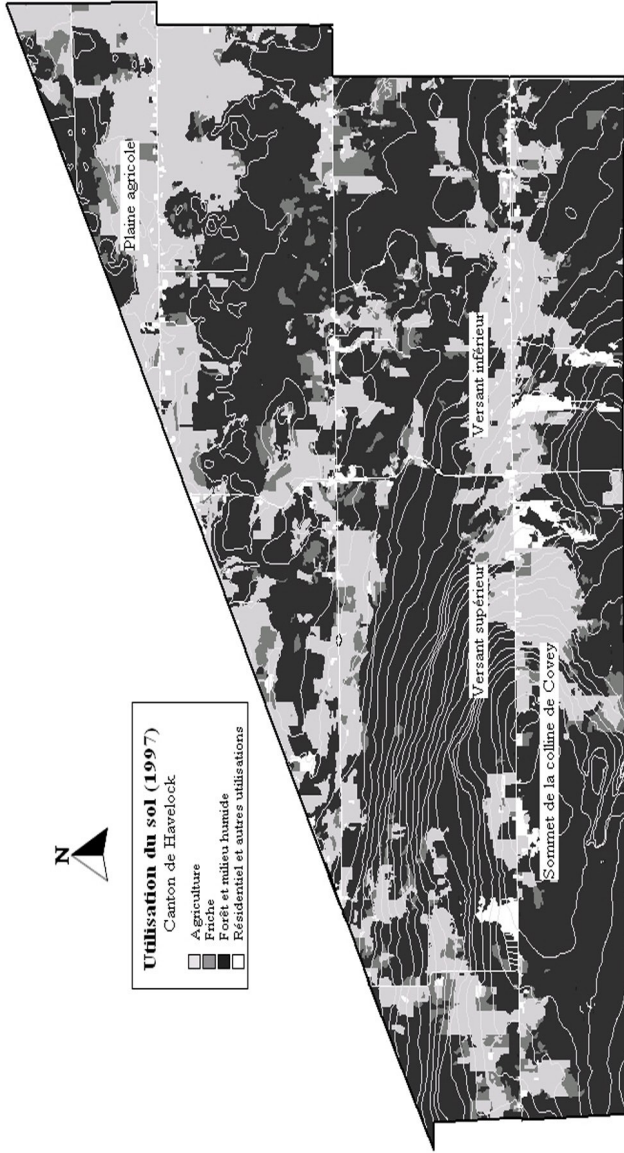 N
Utilisation du sol (1997)
Canton de Havelock
Agriculture
Friche
Forêt et milieu humide
Résidentiel et autres utilisations
Plaine agricole
Versant inférieur
Versant supérieur
Sommet de la colline de Covey